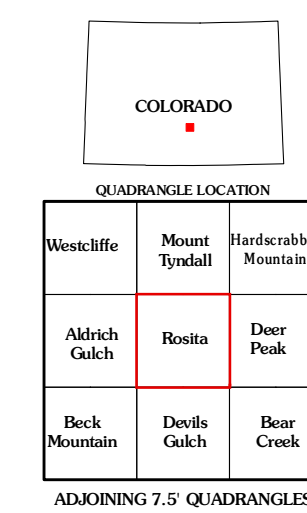 COLORADO
QUADRANGLE LOCATION
Westcliffe
Mount
Tyndall
Hardscrabb
Mountain
Aldrich
Gulch
Rosita
Deer
Peak
Beck
Mountain
Devils
Gulch
Bear
Creek
ADJOINING 7.5' QUADRANGLES